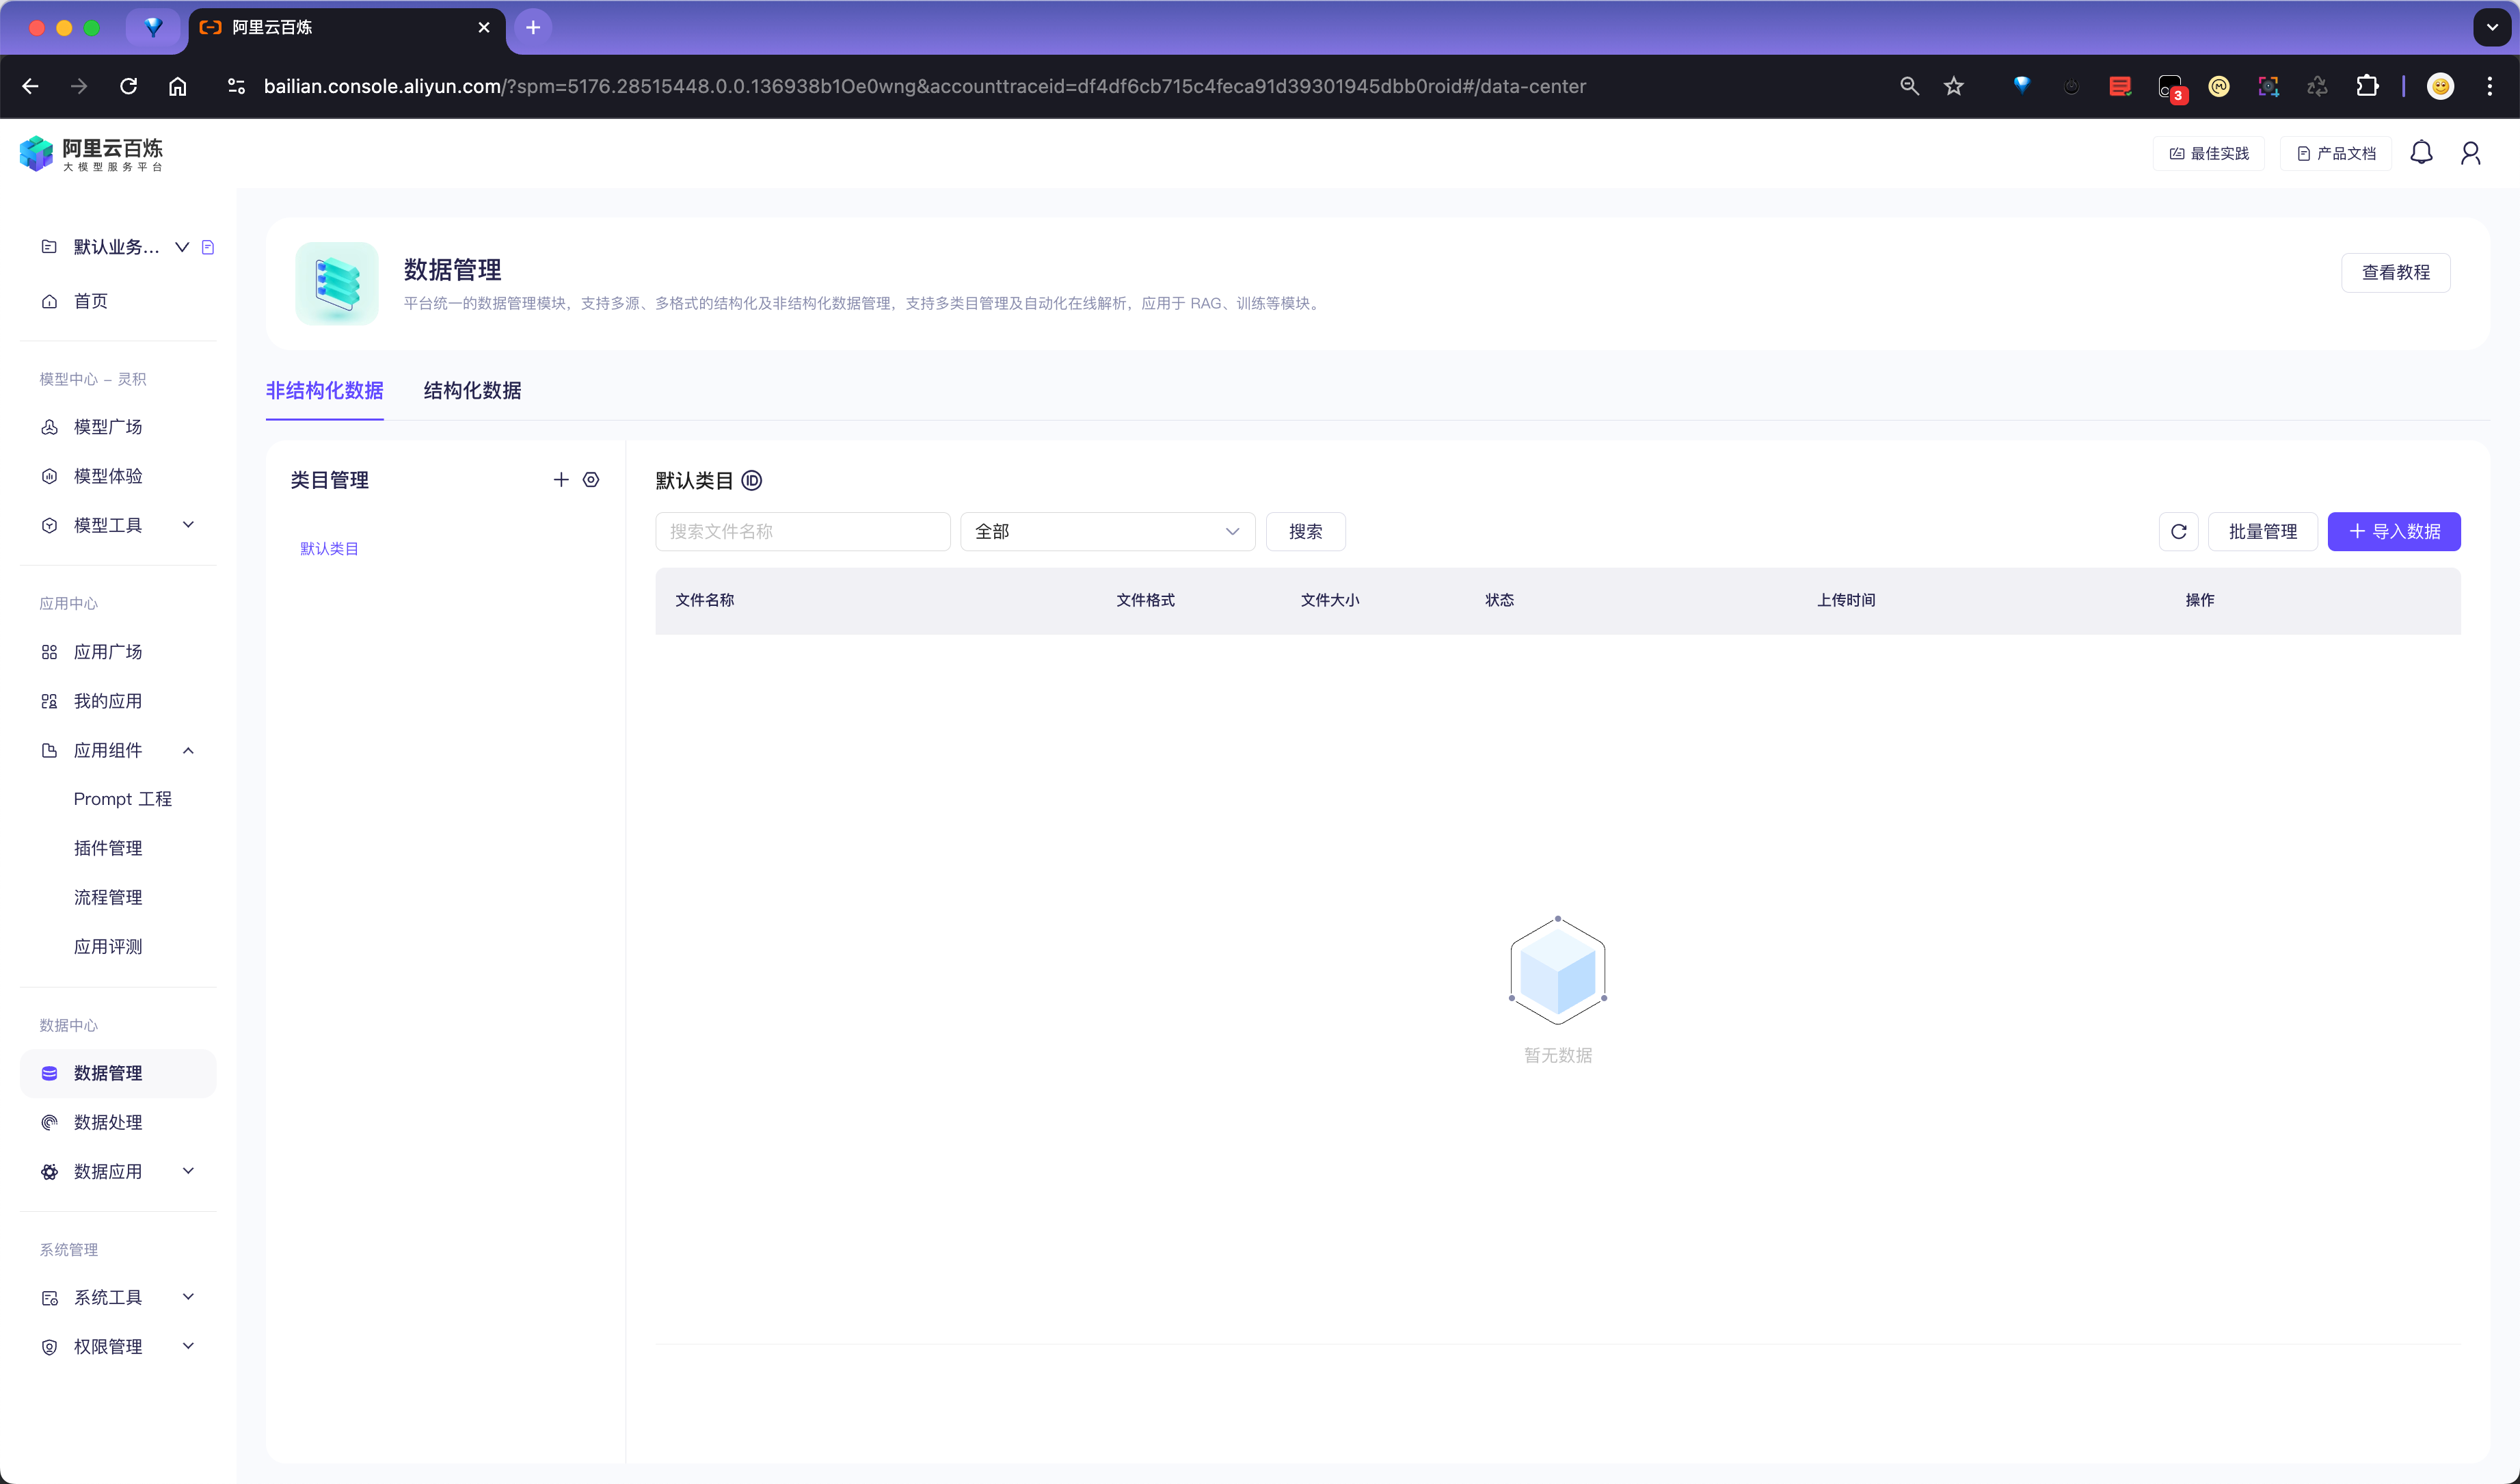 阿里云百炼
bailian.console.aliyun.com/?spm=5176.28515448.0.0.136938b1Oe0wng&accounttraceid=df4df6cb715c4feca91d39301945dbb0roid#/data-center
3
阿里云百炼
大模型服务平台
最佳实践
产品文档
默认业务...
首页
模型中心 – 灵积
模型广场
模型体验
模型工具
应用中心
应用广场
我的应用
应用组件
Prompt 工程
插件管理
流程管理
应用评测
数据中心
数据管理
数据处理
数据应用
系统管理
系统工具
权限管理
数据管理
平台统一的数据管理模块，支持多源、多格式的结构化及非结构化数据管理，支持多类目管理及自动化在线解析，应用于 RAG、训练等模块。
查看教程
非结构化数据 结构化数据
类目管理
默认类目
默认类目 ID
搜索文件名称 全部 搜索 批量管理 导入数据
文件名称 文件格式 文件大小 状态 上传时间 操作
暂无数据